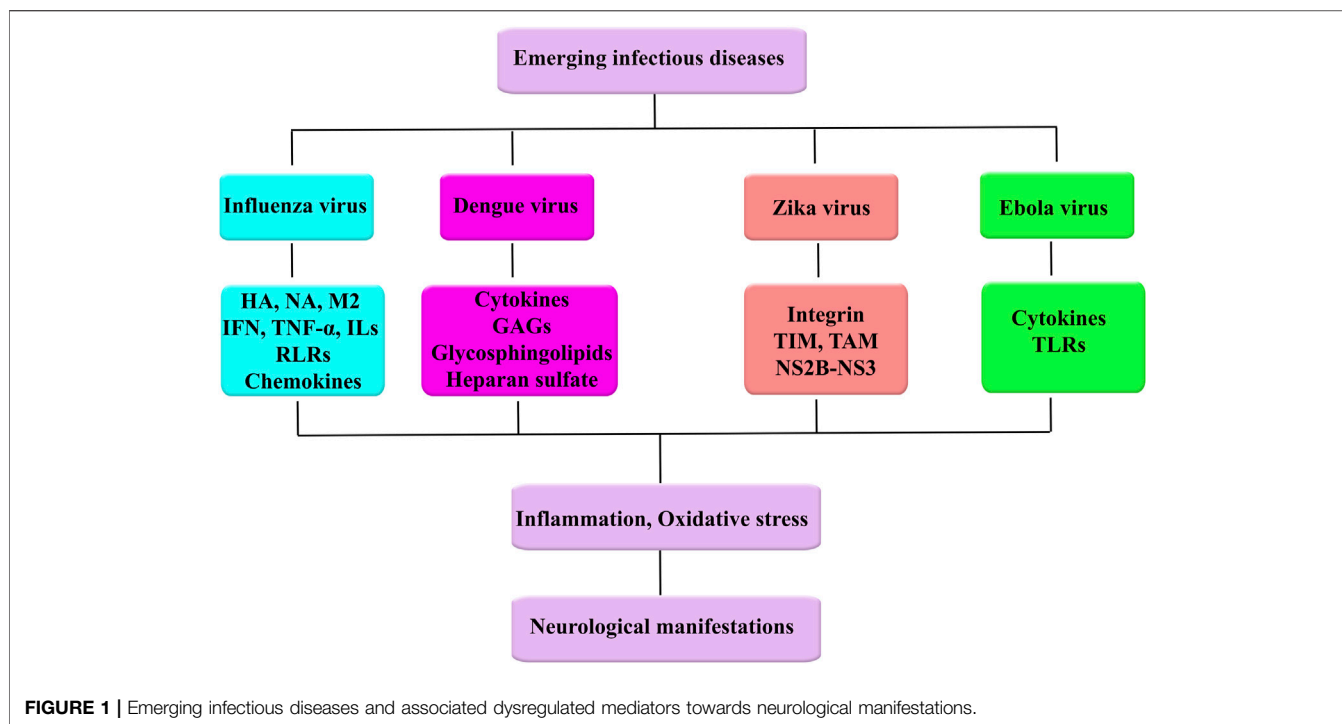 Emerging infectious diseases
Influenza virus
Dengue virus
Zika virus
Ebola virus
HA, NA, M2
IFN, TNF-α, ILs
RLRs
Chemokines
Cytokines
GAGs
Glycosphingolipids
Heparan sulfate
Integrin
TIM, TAM
NS2B-NS3
Cytokines
TLRs
Inflammation, Oxidative stress
Neurological manifestations
FIGURE 1 | Emerging infectious diseases and associated dysregulated mediators towards neurological manifestations.